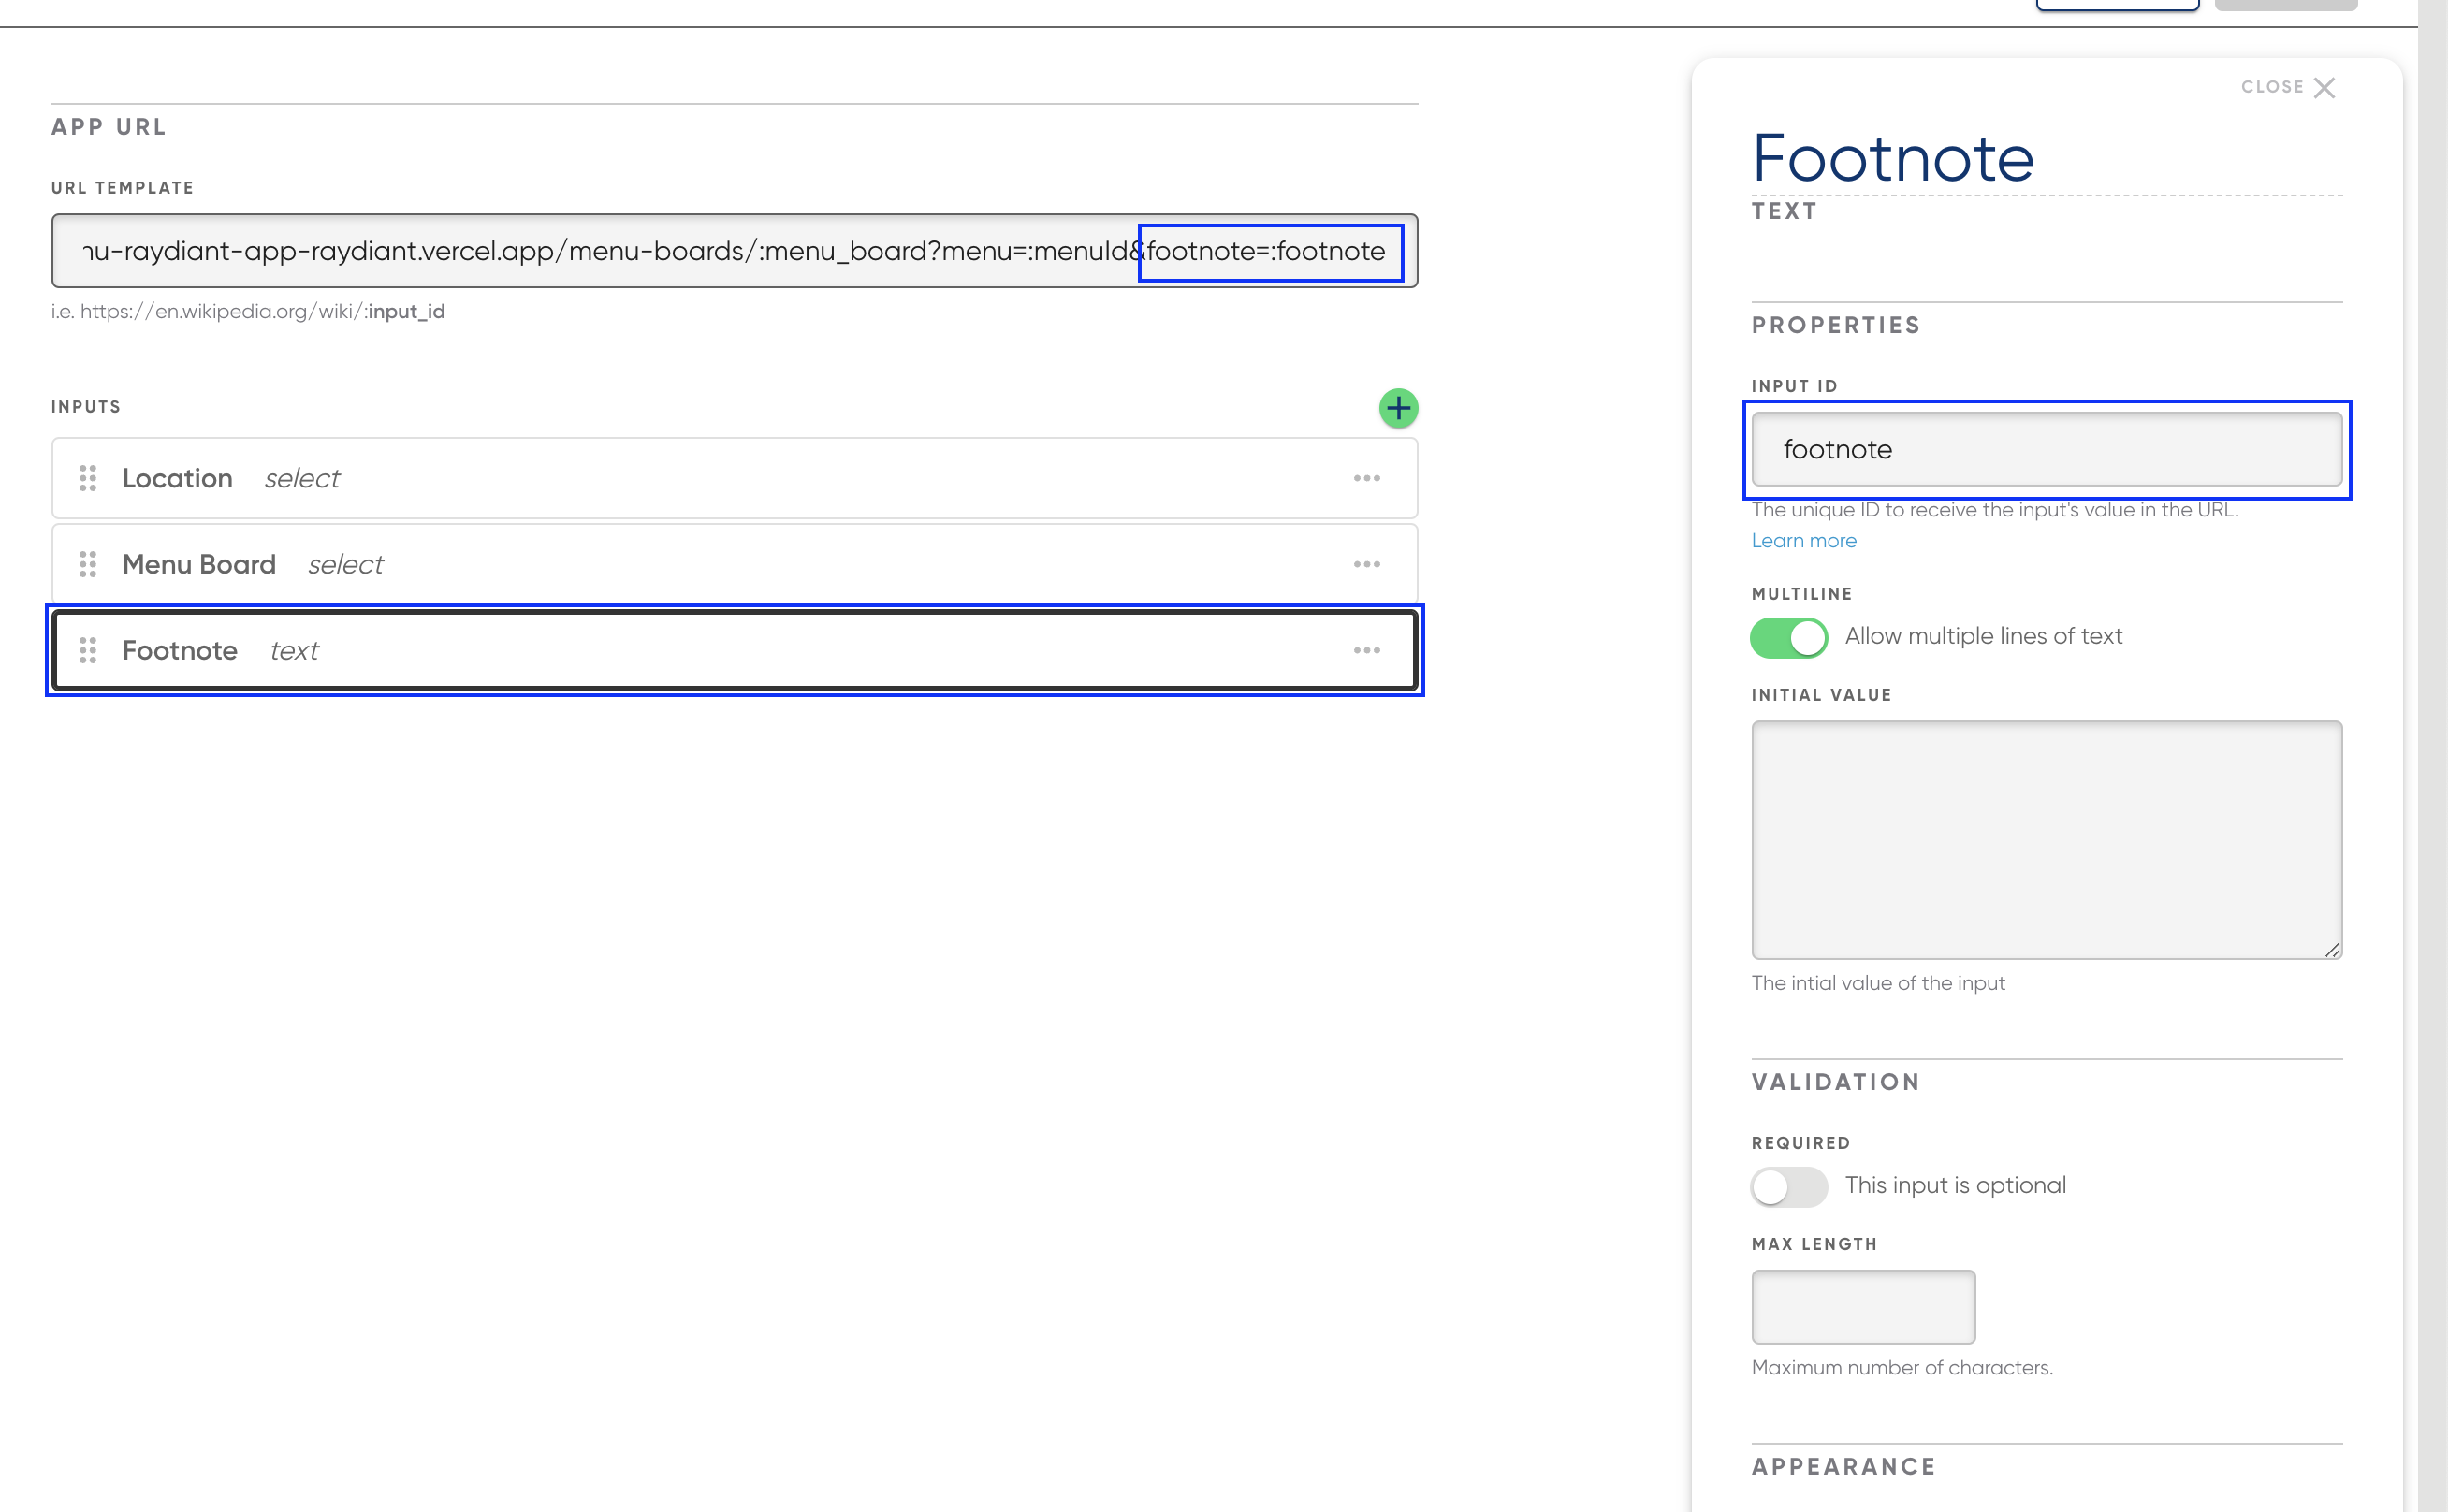 APP URL
URL TEMPLATE
nu-raydiant-app-raydiant.vercel.app/menu-boards/:menu_board?menu=:menuId&footnote=:footnote
i.e. https://en.wikipedia.org/wiki/:input_id
INPUTS
Location select
Menu Board select
Footnote text
CLOSE
Footnote
TEXT
PROPERTIES
INPUT ID
footnote
The unique ID to receive the input's value in the URL.
Learn more
MULTILINE
Allow multiple lines of text
INITIAL VALUE
The intial value of the input
VALIDATION
REQUIRED
This input is optional
MAX LENGTH
Maximum number of characters.
APPEARANCE